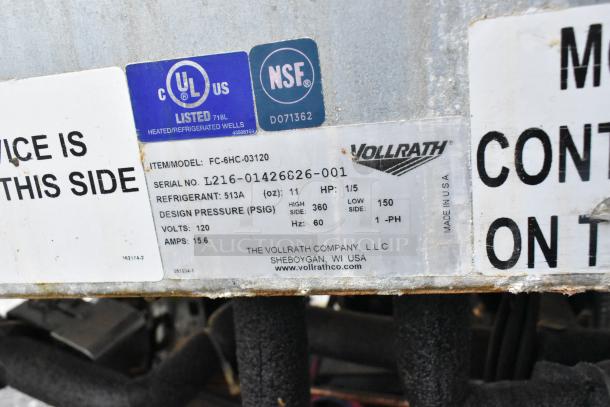 VICE IS
THIS SIDE
162114-2
C UL US
®
LISTED 718L
HEATED/REFRIGERATED WELLS
NSF®
D071362
ITEM/MODEL: FC-6HC-03120
VOLLRATH
SERIAL NO. L216-01426826-001
REFRIGERANT: 513A (oz): 11 HP: 1/5
DESIGN PRESSURE (PSIG) HIGH SIDE: 360 LOW SIDE: 150
VOLTS: 120 Hz: 60 1 -PH
AMPS: 15.6
MADE IN U.S.A
THE VOLLRATH COMPANY, L.L.C
SHEBOYGAN, WI USA
www.vollrathco.com
M
CONT
ON T